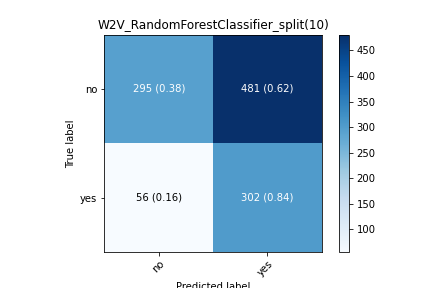 W2V_RandomForestClassifier_split(10)
no
295 (0.38)
481 (0.62)
yes
56 (0.16)
302 (0.84)
True label
no
yes
Predicted label
450
400
350
300
250
200
150
100